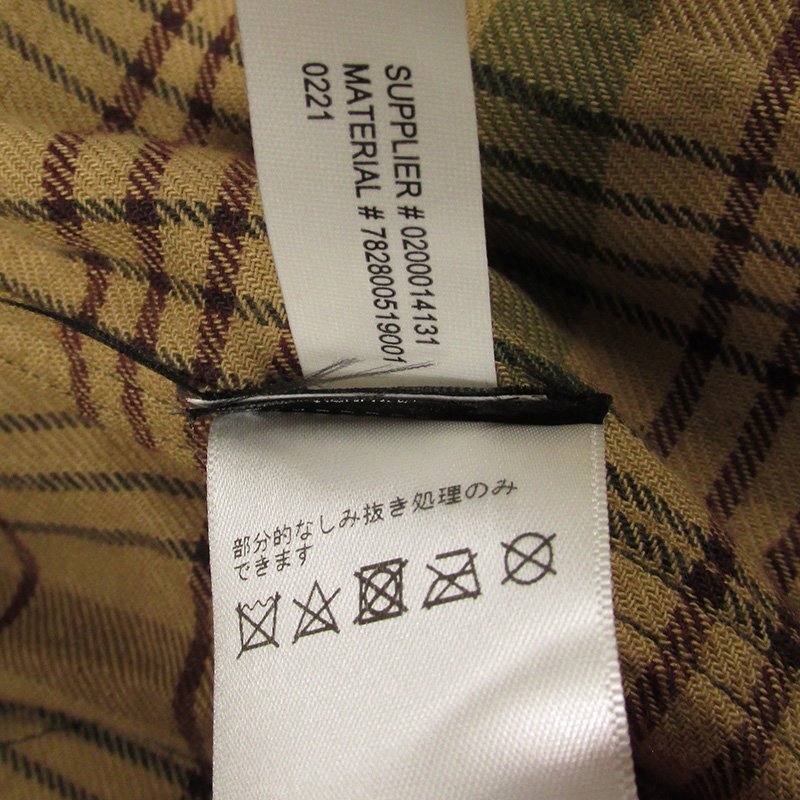 SUPPLIER # 0200014131
MATERIAL # 782800519001
0221
部分的なしみ抜き処理のみ
できます